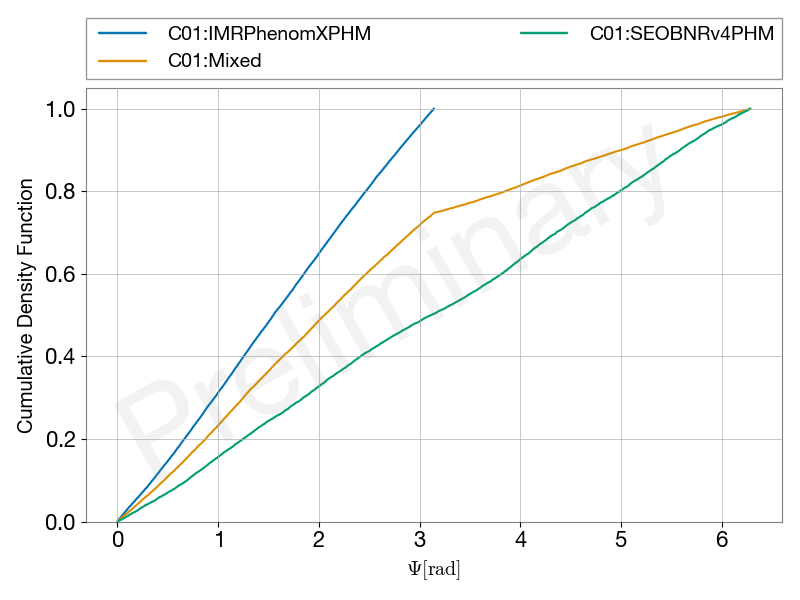 C01:IMRPhenomXPHM
C01:Mixed
C01:SEOBNRv4PHM
Preliminary
Cumulative Density Function
1.0
0.8
0.6
0.4
0.2
0.0
0 1 2 3 4 5 6
Ψ[rad]